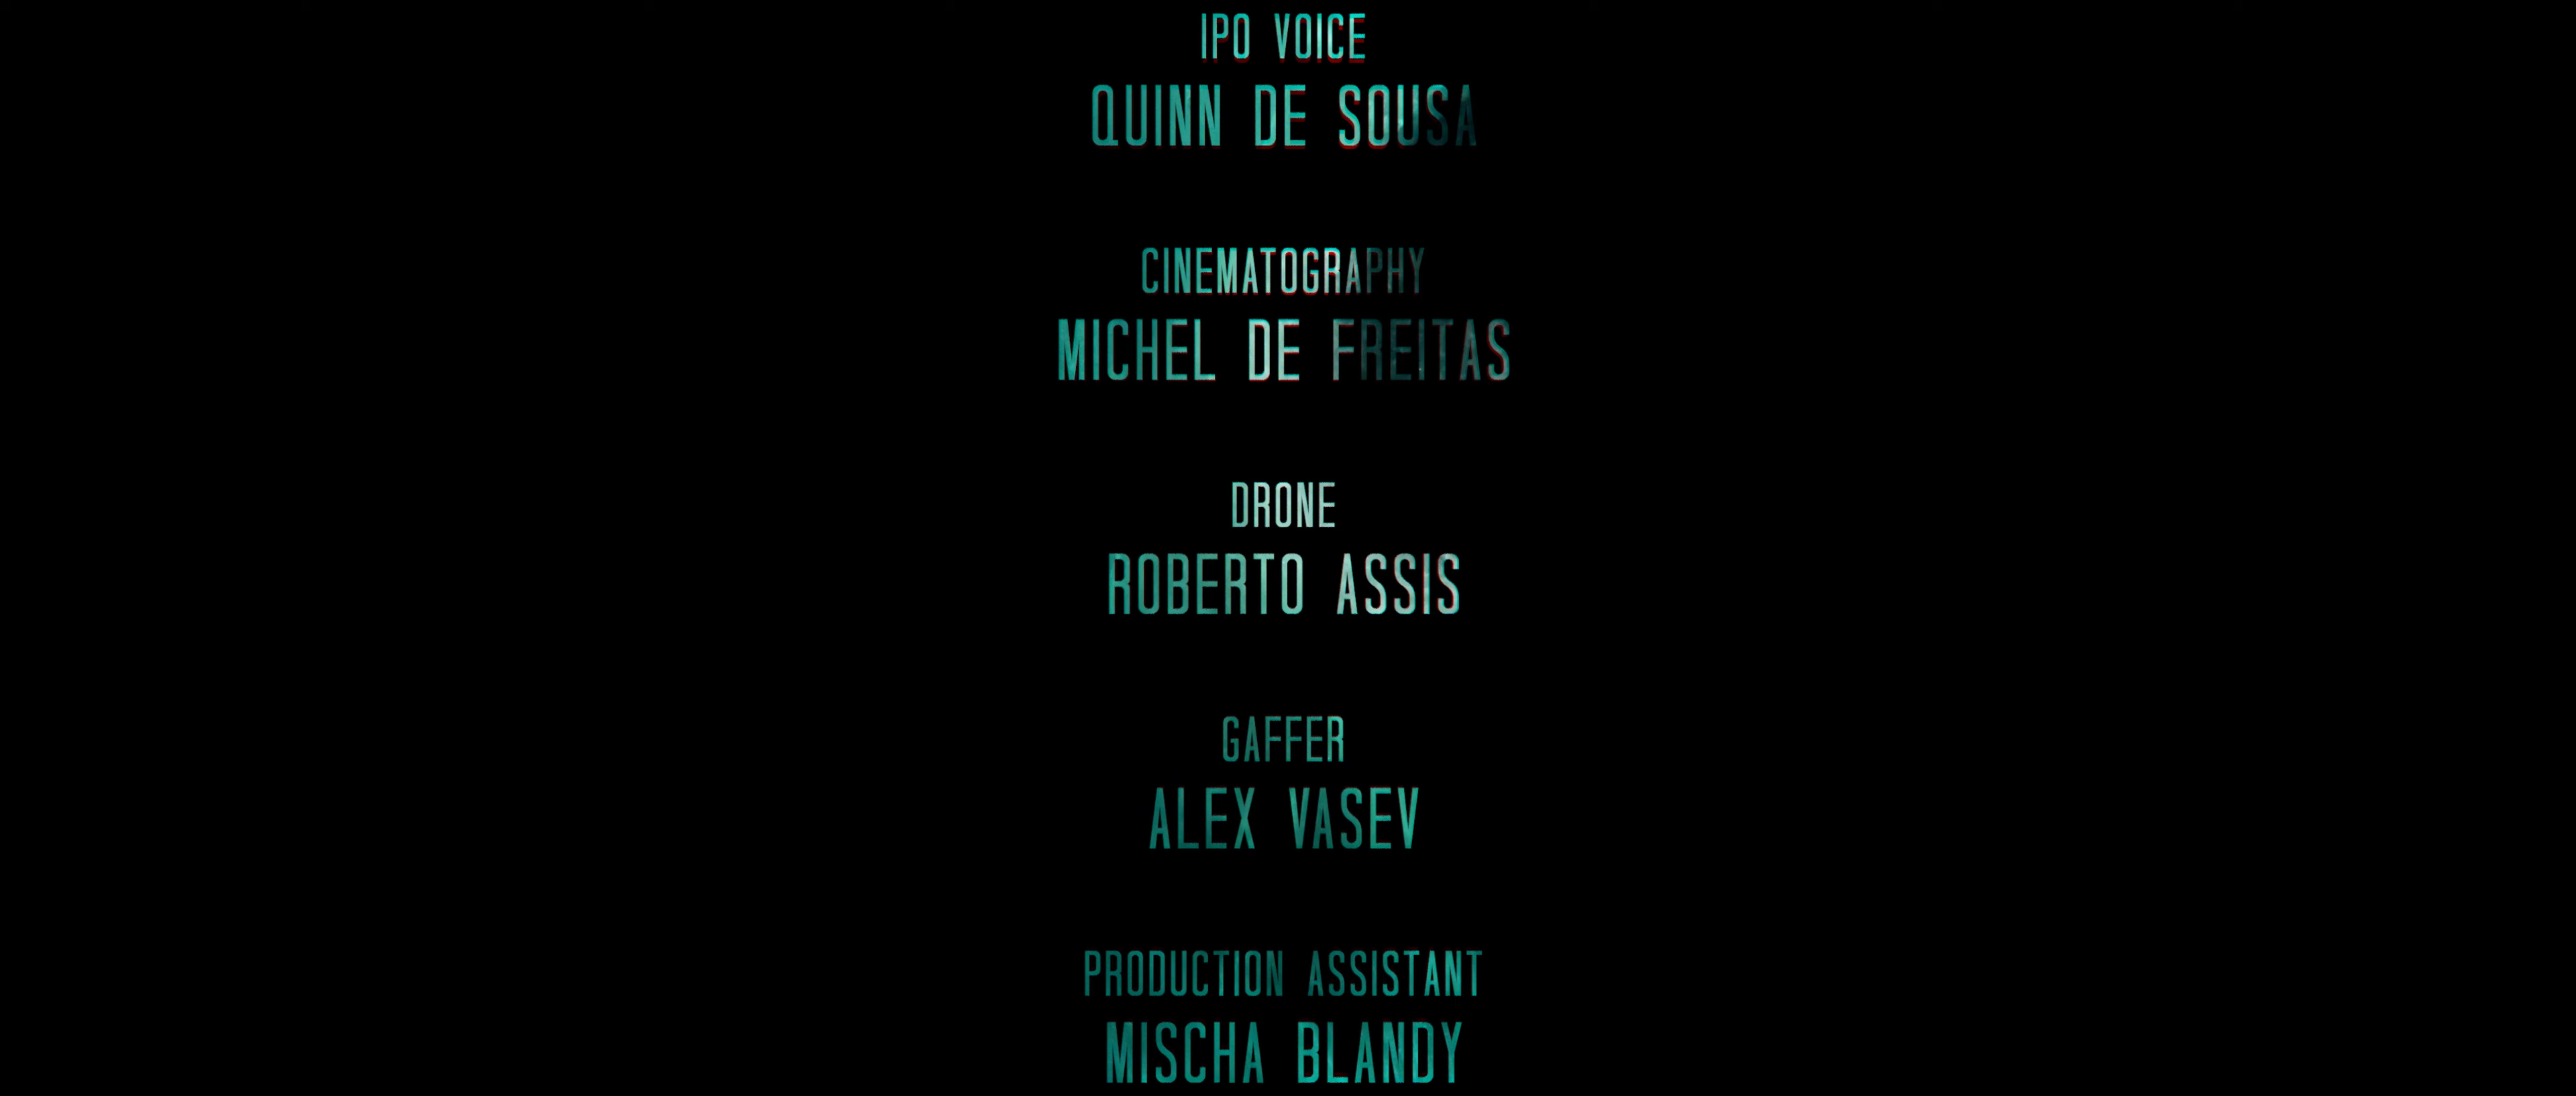 IPO VOICE
QUINN DE SOUSA
CINEMATOGRAPHY
MICHEL DE FREITAS
DRONE
ROBERTO ASSIS
GAFFER
ALEX VASEV
PRODUCTION ASSISTANT
MISCHA BLANDY